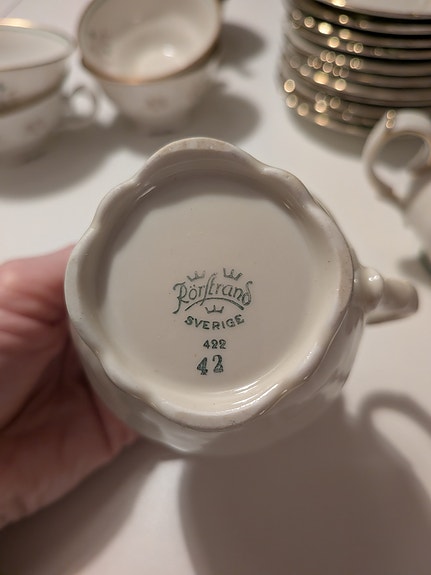 Rörstrand
SVERIGE
422
42